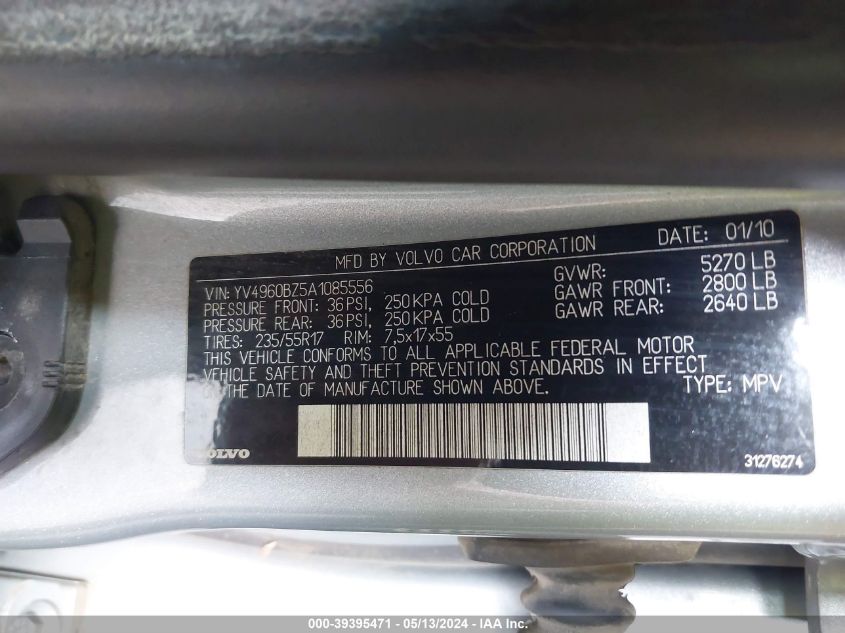 MFD BY VOLVO CAR CORPORATION DATE: 01/10
VIN: YV4960BZ5A1085556 GVWR: 5270 LB
PRESSURE FRONT: 36 PSI, 250 KPA COLD GAWR FRONT: 2800 LB
PRESSURE REAR: 36 PSI, 250 KPA COLD GAWR REAR: 2640 LB
TIRES: 235/55R17 RIM: 7,5x17x55
THIS VEHICLE CONFORMS TO ALL APPLICABLE FEDERAL MOTOR
VEHICLE SAFETY AND THEFT PREVENTION STANDARDS IN EFFECT
ON THE DATE OF MANUFACTURE SHOWN ABOVE. TYPE: MPV
VOLVO 31276274
000-39395471 - 05/13/2024 - IAA Inc.